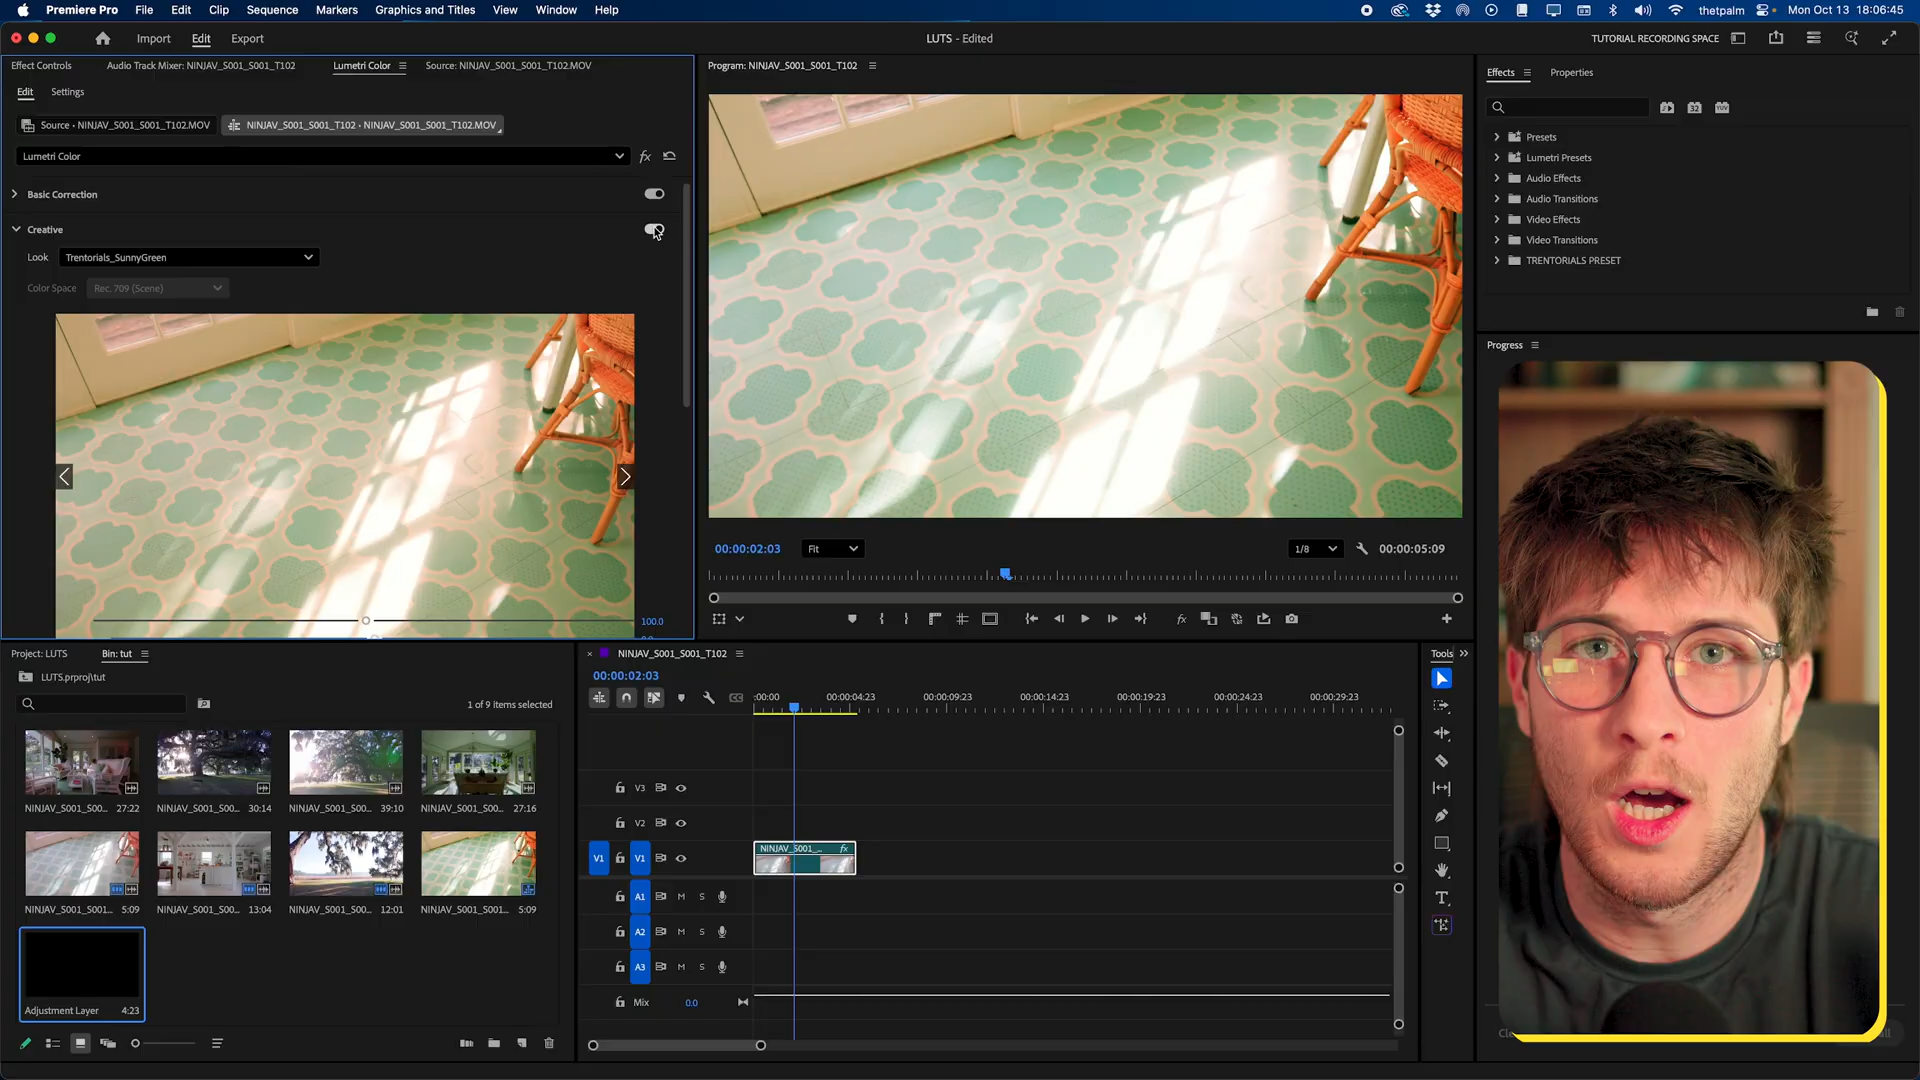 Premiere Pro File Edit Clip Sequence Markers Graphics and Titles View Window Help
thetpalm Mon Oct 13 18:06:45
Import Edit Export
LUTS - Edited
TUTORIAL RECORDING SPACE
Effect Controls Audio Track Mixer: NINJAV_S001_S001_T102 Lumetri Color Source: NINJAV_S001_S001_T102.MOV
Edit Settings
Source • NINJAV_S001_S001_T102.MOV NINJAV_S001_S001_T102 • NINJAV_S001_S001_T102.MOV
Lumetri Color fx
Basic Correction
Creative
Look Trentorials_SunnyGreen
Color Space Rec. 709 (Scene)
100.0
Program: NINJAV_S001_S001_T102
00:00:02:03 Fit 1/8 00:00:05:09
fx
Effects Properties
32
Presets
Lumetri Presets
Audio Effects
Audio Transitions
Video Effects
Video Transitions
TRENTORIALS PRESET
Progress
Project: LUTS Bin: tut
LUTS.prproj\tut
1 of 9 items selected
NINJAV_S001_S00... 27:22 NINJAV_S001_S00... 30:14 NINJAV_S001_S00... 39:10 NINJAV_S001_S00... 27:16
NINJAV_S001_S001... 5:09 NINJAV_S001_S00... 13:04 NINJAV_S001_S00... 12:01 NINJAV_S001_S001... 5:09
Adjustment Layer 4:23
× NINJAV_S001_S001_T102
00:00:02:03
:00:00 00:00:04:23 00:00:09:23 00:00:14:23 00:00:19:23 00:00:24:23 00:00:29:23
V3
V2
V1 V1
NINJAV_S001_... fx
A1 M S
A2 M S
A3 M S
Mix 0.0
Tools
T